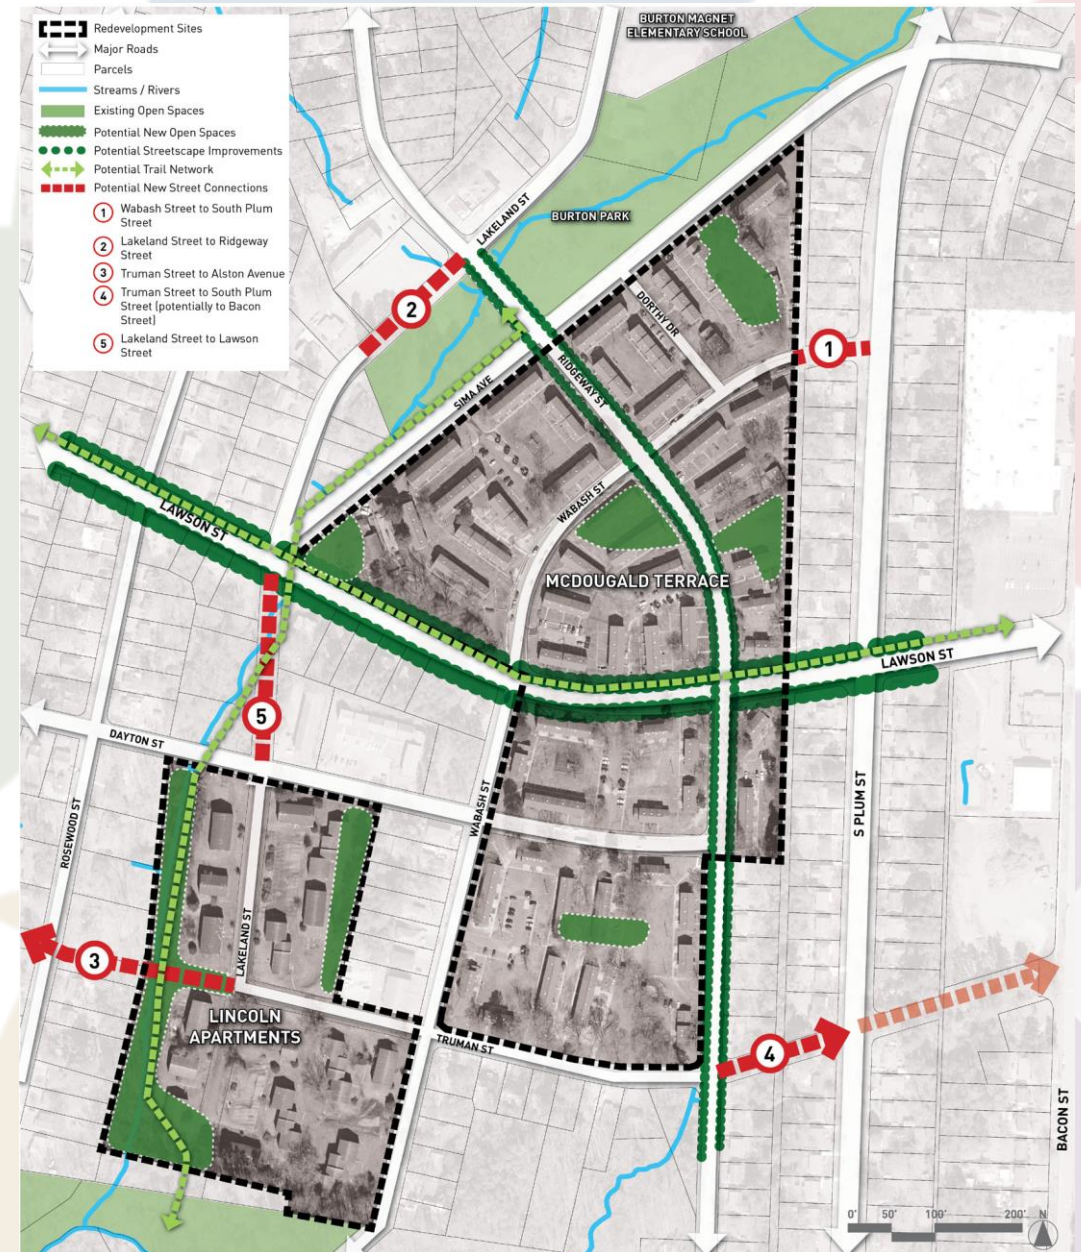 Redevelopment Sites
Major Roads
Parcels
Streams / Rivers
Existing Open Spaces
Potential New Open Spaces
Potential Streetscape Improvements
Potential Trail Network
Potential New Street Connections
1 Wabash Street to South Plum
Street
2 Lakeland Street to Ridgeway
Street
3 Truman Street to Alston Avenue
4 Truman Street to South Plum
Street (potentially to Bacon
Street)
5 Lakeland Street to Lawson
Street
BURTON MAGNET
ELEMENTARY SCHOOL
LAKELAND ST
BURTON PARK
2
DORTHY DR
1
RIDGEWAY ST
SIMA AVE
WABASH ST
LAWSON ST
MCDOUGALD TERRACE
LAWSON ST
5
DAYTON ST
ROSEWOOD ST
WABASH ST
S PLUM ST
LAKELAND ST
3
LINCOLN
APARTMENTS
TRUMAN ST
4
BACON ST
0' 50' 100' 200' N